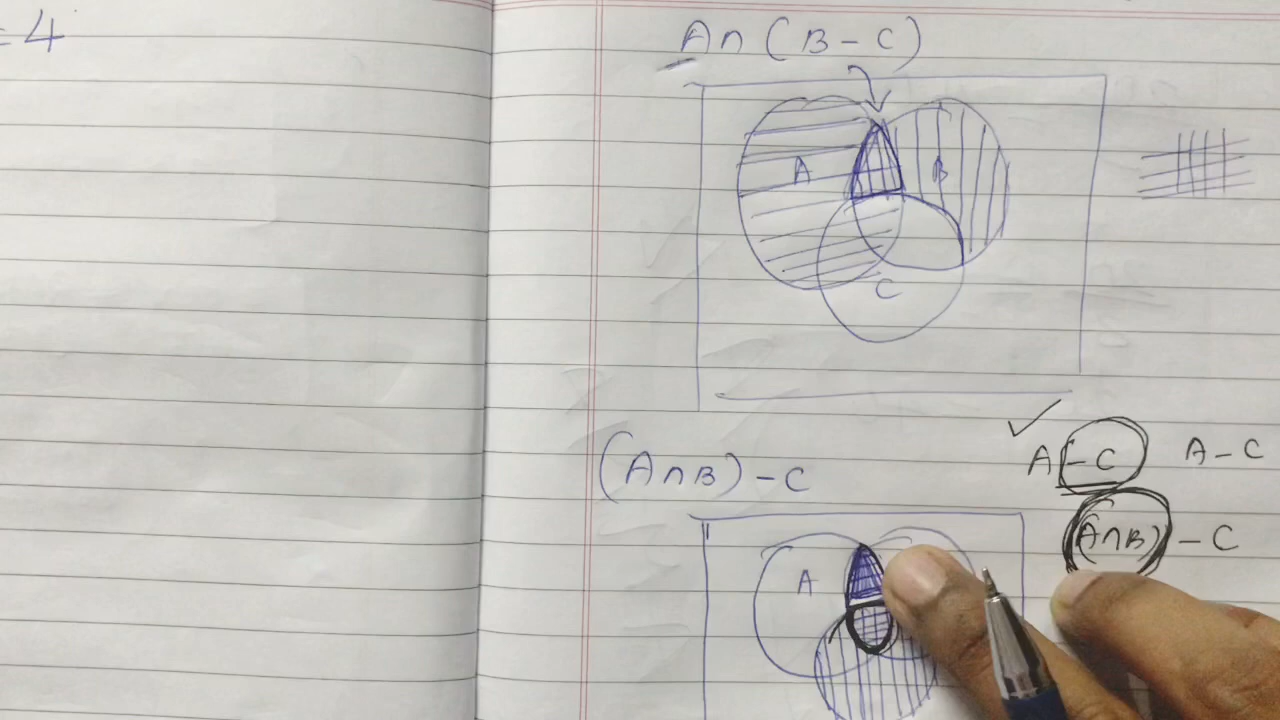 = 4
A∩(B-C)
A
B
C
✓
A-C
A-C
(A∩B)-C
(A∩B)-C
A